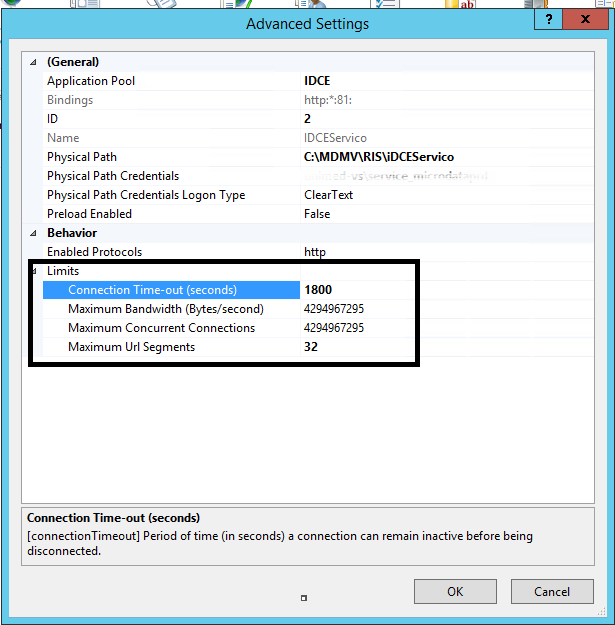 Advanced Settings
? x
(General)
Application Pool IDCE
Bindings http:*:81:
ID 2
Name IDCEServico
Physical Path C:\MDMV\RIS\iDCEServico
Physical Path Credentials
Physical Path Credentials Logon Type ClearText
Preload Enabled False
Behavior
Enabled Protocols http
Limits
Connection Time-out (seconds) 1800
Maximum Bandwidth (Bytes/second) 4294967295
Maximum Concurrent Connections 4294967295
Maximum Url Segments 32
Connection Time-out (seconds)
[connectionTimeout] Period of time (in seconds) a connection can remain inactive before being
disconnected.
OK Cancel